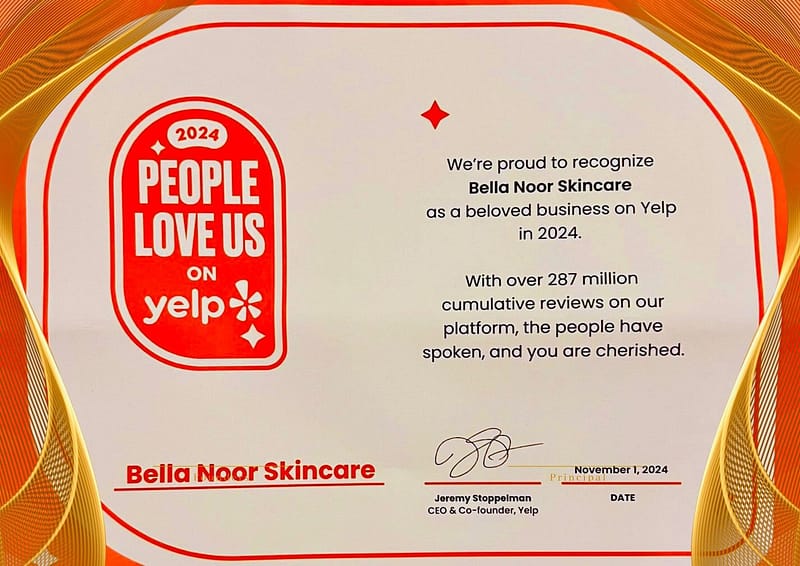 2024
PEOPLE
LOVE US
ON
yelp
We're proud to recognize
Bella Noor Skincare
as a beloved business on Yelp
in 2024.
With over 287 million
cumulative reviews on our
platform, the people have
spoken, and you are cherished.
Bella Noor Skincare
November 1, 2024
Principal
Jeremy Stoppelman
CEO & Co-founder, Yelp
DATE